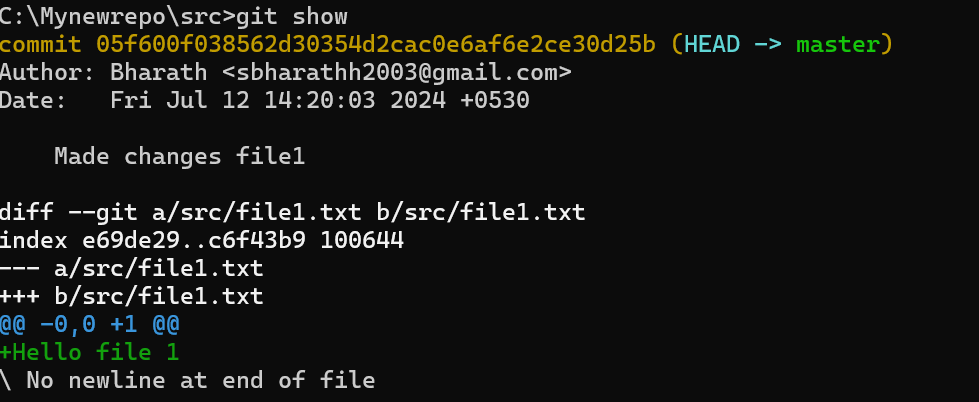 C:\Mynewrepo\src>git show
commit 05f600f038562d30354d2cac0e6af6e2ce30d25b (HEAD -> master)
Author: Bharath <sbharathh2003@gmail.com>
Date:   Fri Jul 12 14:20:03 2024 +0530

    Made changes file1

diff --git a/src/file1.txt b/src/file1.txt
index e69de29..c6f43b9 100644
--- a/src/file1.txt
+++ b/src/file1.txt
@@ -0,0 +1 @@
+Hello file 1
\ No newline at end of file